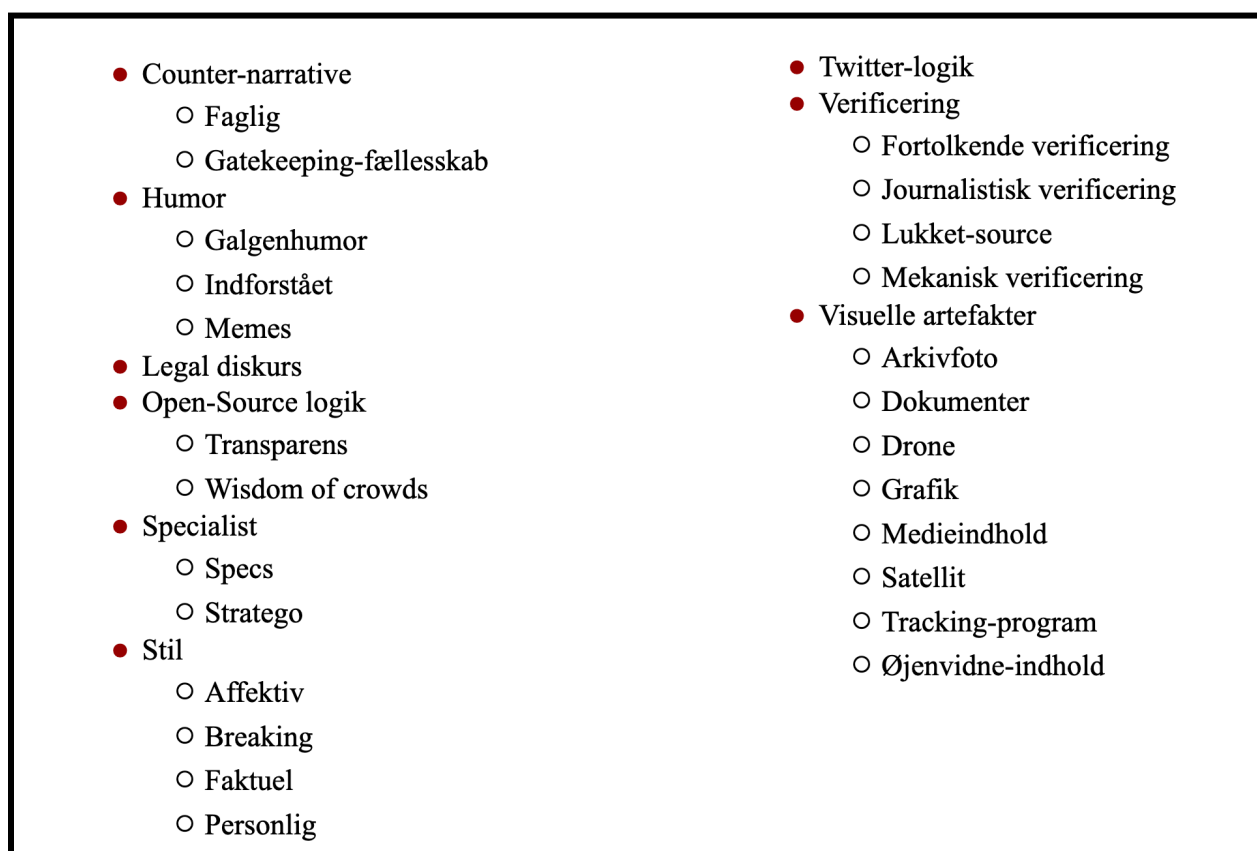 ● Counter-narrative
○ Faglig
○ Gatekeeping-fællesskab
● Humor
○ Galgenhumor
○ Indforstået
○ Memes
● Legal diskurs
● Open-Source logik
○ Transparens
○ Wisdom of crowds
● Specialist
○ Specs
○ Stratego
● Stil
○ Affektiv
○ Breaking
○ Faktuel
○ Personlig
● Twitter-logik
● Verificering
○ Fortolkende verificering
○ Journalistisk verificering
○ Lukket-source
○ Mekanisk verificering
● Visuelle artefakter
○ Arkivfoto
○ Dokumenter
○ Drone
○ Grafik
○ Medieindhold
○ Satellit
○ Tracking-program
○ Øjenvidne-indhold